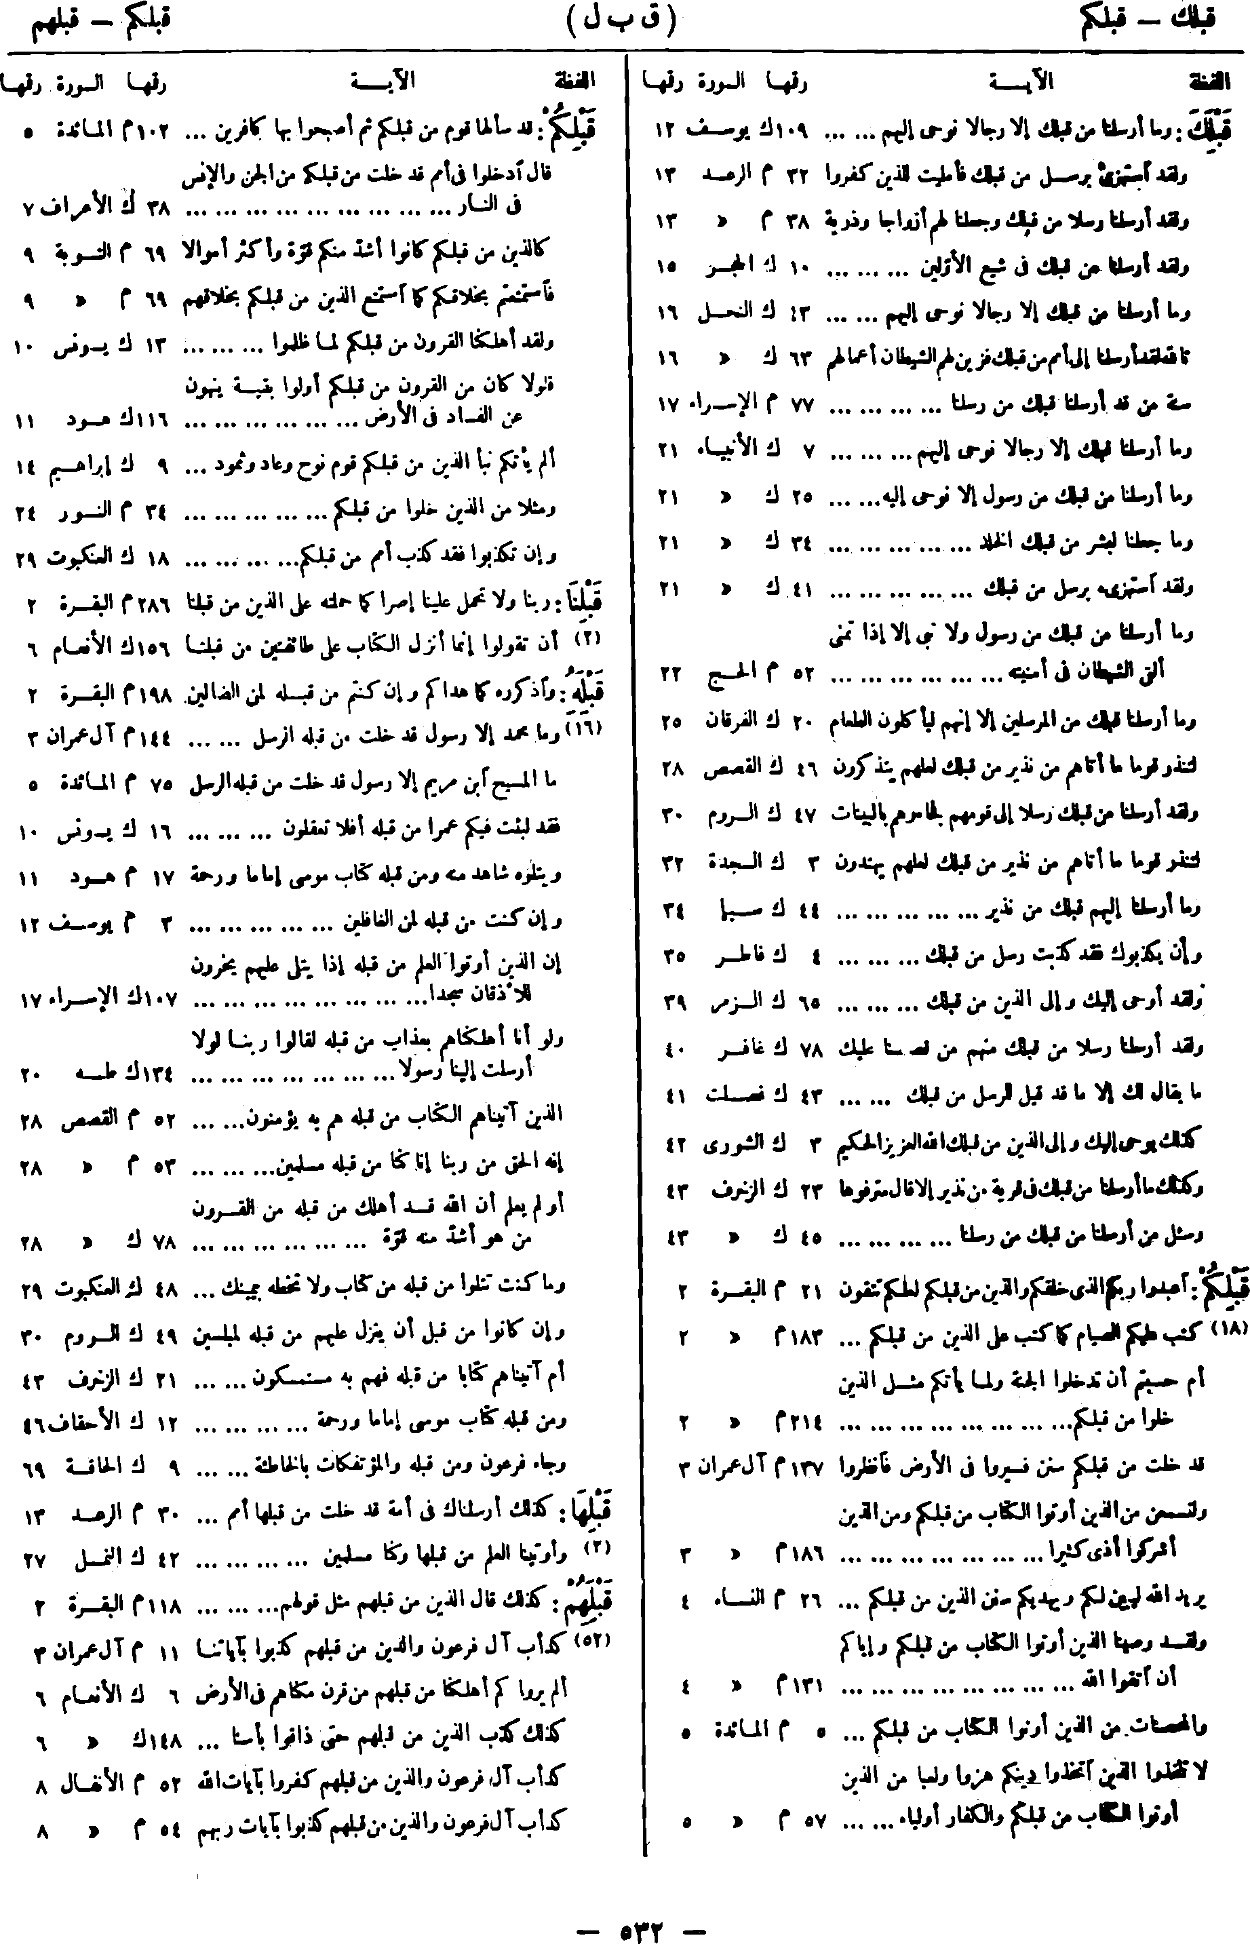 قبلك — قبلكم
( ق ب ل )
قبلكم — قبلهم
اللفظة الآية رقمها السورة رقمها
قَبْلِكَ : وما أرسلنا من قبلك إلا رجالا نوحى إليهم ... ... ١٠٩ ك يوسف ١٢
ولقد آستهزئ برسل من قبلك فأمليت للذين كفروا ٣٢ م الرعد ١٣
ولقد أرسلنا رسلا من قبلك وجعلنا لهم أزواجا وذرية ٣٨ م » ١٣
ولقد أرسلنا من قبلك فى شيع الأوّلين ... ... ... ١٠ ك الحجر ١٥
وما أرسلنا من قبلك إلا رجالا نوحى إليهم ... ... ٤٣ ك النحل ١٦
تالله لقد أرسلنا إلى أمم من قبلك فزين لهم الشيطان أعمالهم ٦٣ ك » ١٦
سنة من قد أرسلنا قبلك من رسلنا ... ... ... ... ٧٧ م الإسراء ١٧
وما أرسلنا قبلك إلا رجالا نوحى إليهم ... ... ... ٧ ك الأنبياء ٢١
وما أرسلنا من قبلك من رسول إلا نوحى إليه... ... ... ٢٥ ك » ٢١
وما جعلنا لبشر من قبلك الخلد ... ... ... ... ... ٣٤ ك » ٢١
ولقد آستهزىء برسل من قبلك ... ... ... ... ... ٤١ ك » ٢١
وما أرسلنا من قبلك من رسول ولا نبى إلا إذا تمنى
ألقى الشيطان فى أمنيته ... ... ... ... ... ... ٥٢ م الحج ٢٢
وما أرسلنا قبلك من المرسلين إلا إنهم ليأكلون الطعام ٢٠ ك الفرقان ٢٥
لتنذر قوما ما أتاهم من نذير من قبلك لعلهم يتذكرون ٤٦ ك القصص ٢٨
ولقد أرسلنا من قبلك رسلا إلى قومهم فجاءوهم بالبينات ٤٧ ك الروم ٣٠
لتنذر قوما ما أتاهم من نذير من قبلك لعلهم يهتدون ٣ ك السجدة ٣٢
وما أرسلنا إليهم قبلك من نذير ... ... ... ... ... ٤٤ ك سبإ ٣٤
وإن يكذبوك فقد كذبت رسل من قبلك ... ... ... ٤ ك فاطر ٣٥
ولقد أوحى إليك وإلى الذين من قبلك ... ... ... ٦٥ ك الزمر ٣٩
ولقد أرسلنا رسلا من قبلك منهم من قصصنا عليك ٧٨ ك غافر ٤٠
ما يقال لك إلا ما قد قيل للرسل من قبلك ... ... ٤٣ ك فصلت ٤١
كذلك يوحى إليك وإلى الذين من قبلك الله العزيز الحكيم ٣ ك الشورى ٤٢
وكذلك ما أرسلنا من قبلك فى قرية من نذير إلا قال مترفوها ٢٣ ك الزخرف ٤٣
وسئل من أرسلنا من قبلك من رسلنا ... ... ... ... ٤٥ ك » ٤٣
قَبْلِكُمْ : آعبدوا ربكم الذى خلقكم والذين من قبلكم لعلكم تتقون ٢١ م البقرة ٢
(١٨) كتب عليكم الصيام كما كتب على الذين من قبلكم ... ١٨٣ م » ٢
أم حسبتم أن تدخلوا الجنة ولما يأتكم مثل الذين
خلوا من قبلكم... ... ... ... ... ... ... ... ٢١٤ م » ٢
قد خلت من قبلكم سنن فسيروا فى الأرض فآنظروا ١٣٧ م آل عمران ٣
ولتسمعن من الذين أوتوا الكتاب من قبلكم ومن الذين
أشركوا أذى كثيرا ... ... ... ... ... ... ... ١٨٦ م » ٣
يريد الله ليبين لكم ويهديكم سنن الذين من قبلكم ... ٢٦ م النساء ٤
ولقد وصينا الذين أوتوا الكتاب من قبلكم وإياكم
أن آتقوا الله ... ... ... ... ... ... ... ... ١٣١ م » ٤
والمحصنات من الذين أوتوا الكتاب من قبلكم ... ٥ م المائدة ٥
لا تتخذوا الذين آتخذوا دينكم هزوا ولعبا من الذين
أوتوا الكتاب من قبلكم والكفار أولياء ... ... ٥٧ م » ٥
اللفظة الآية رقمها السورة رقمها
قَبْلِكُمْ : قد سألها قوم من قبلكم ثم أصبحوا بها كافرين ... ١٠٢ م المائدة ٥
قال آدخلوا فى أمم قد خلت من قبلكم من الجن والإنس
فى النار ... ... ... ... ... ... ... ... ... ٣٨ ك الأعراف ٧
كالذين من قبلكم كانوا أشدّ منكم قوّة وأكثر أموالا ٦٩ م التوبة ٩
فآستمتعتم بخلاقكم كما آستمتع الذين من قبلكم بخلاقهم ٦٩ م » ٩
ولقد أهلكنا القرون من قبلكم لما ظلموا ... ... ... ١٣ ك يونس ١٠
فلولا كان من القرون من قبلكم أولوا بقية ينهون
عن الفساد فى الأرض ... ... ... ... ... ... ... ١١٦ ك هود ١١
ألم يأتكم نبأ الذين من قبلكم قوم نوح وعاد وثمود ... ٩ ك إبراهيم ١٤
ومثلا من الذين خلوا من قبلكم ... ... ... ... ... ٣٤ م النور ٢٤
وإن تكذبوا فقد كذب أمم من قبلكم... ... ... ... ١٨ ك العنكبوت ٢٩
قَبْلِنَا : ربنا ولا تحمل علينا إصرا كما حملته على الذين من قبلنا ٢٨٦ م البقرة ٢
(٢) أن تقولوا إنما أنزل الكتاب على طائفتين من قبلنا ١٥٦ ك الأنعام ٦
قَبْلِهِ : وآذكروه كما هداكم وإن كنتم من قبله لمن الضالين. ١٩٨ م البقرة ٢
(١٦) وما محمد إلا رسول قد خلت من قبله الرسل ... ... ١٤٤ م آل عمران ٣
ما المسيح آبن مريم إلا رسول قد خلت من قبله الرسل ٧٥ م المائدة ٥
فقد لبثت فيكم عمرا من قبله أفلا تعقلون ... ... ... ١٦ ك يونس ١٠
ويتلوه شاهد منه ومن قبله كتاب موسى إماما ورحمة ١٧ م هود ١١
وإن كنت من قبله لمن الغافلين ... ... ... ... ... ٣ م يوسف ١٢
إن الذين أوتوا العلم من قبله إذا يتلى عليهم يخرون
للأذقان سجدا... ... ... ... ... ... ... ... ١٠٧ ك الإسراء ١٧
ولو أنا أهلكناهم بعذاب من قبله لقالوا ربنا لولا
أرسلت إلينا رسولا ... ... ... ... ... ... ... ١٣٤ ك طه ٢٠
الذين آتيناهم الكتاب من قبله هم به يؤمنون... ... ٥٢ م القصص ٢٨
إنه الحق من ربنا إنا كنا من قبله مسلمين... ... ... ٥٣ م » ٢٨
أولم يعلم أن الله قد أهلك من قبله من القرون
من هو أشدّ منه قوّة ... ... ... ... ... ... ٧٨ ك » ٢٨
وما كنت تتلوا من قبله من كتاب ولا تخطه بيمينك ... ٤٨ ك العنكبوت ٢٩
وإن كانوا من قبل أن ينزل عليهم من قبله لمبلسين ٤٩ ك الروم ٣٠
أم آتيناهم كتابا من قبله فهم به مستمسكون ... ... ٢١ ك الزخرف ٤٣
ومن قبله كتاب موسى إماما ورحمة ... ... ... ... ١٢ ك الأحقاف ٤٦
وجاء فرعون ومن قبله والمؤتفكات بالخاطئة ... ... ٩ ك الحاقة ٦٩
قَبْلِهَا : كذلك أرسلناك فى أمة قد خلت من قبلها أمم ... ٣٠ م الرعد ١٣
(٢) وأوتينا العلم من قبلها وكنا مسلمين ... ... ... ... ٤٢ ك النمل ٢٧
قَبْلِهِمْ : كذلك قال الذين من قبلهم مثل قولهم... ... ... ١١٨ م البقرة ٢
(٥٢) كدأب آل فرعون والذين من قبلهم كذبوا بآياتنا ١١ م آل عمران ٣
ألم يروا كم أهلكنا من قبلهم من قرن مكناهم فى الأرض ٦ ك الأنعام ٦
كذلك كذب الذين من قبلهم حتى ذاقوا بأسنا ... ١٤٨ ك » ٦
كدأب آل فرعون والذين من قبلهم كفروا بآيات الله ٥٢ م الأنفال ٨
كدأب آل فرعون والذين من قبلهم كذبوا بآيات ربهم ٥٤ م » ٨
— ٥٣٢ —